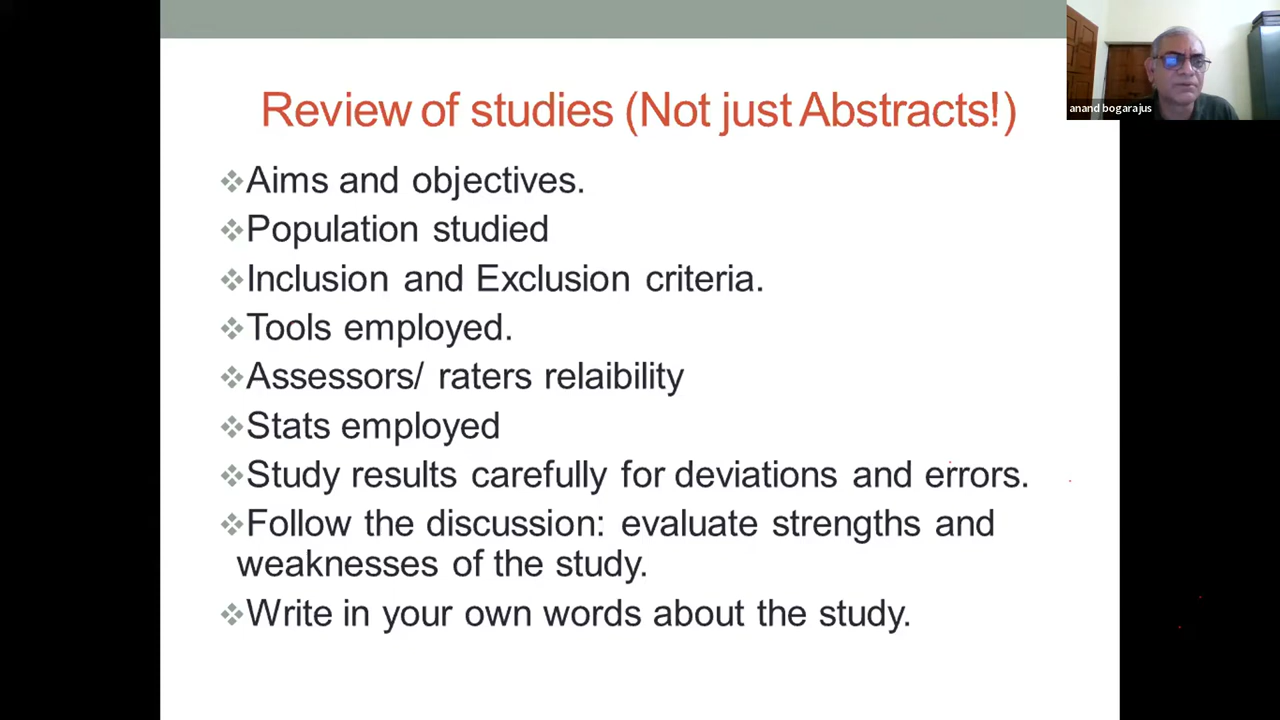 Review of studies (Not just Abstracts!)
anand bogarajus
❖Aims and objectives.
❖Population studied
❖Inclusion and Exclusion criteria.
❖Tools employed.
❖Assessors/ raters relaibility
❖Stats employed
❖Study results carefully for deviations and errors.
❖Follow the discussion: evaluate strengths and
weaknesses of the study.
❖Write in your own words about the study.